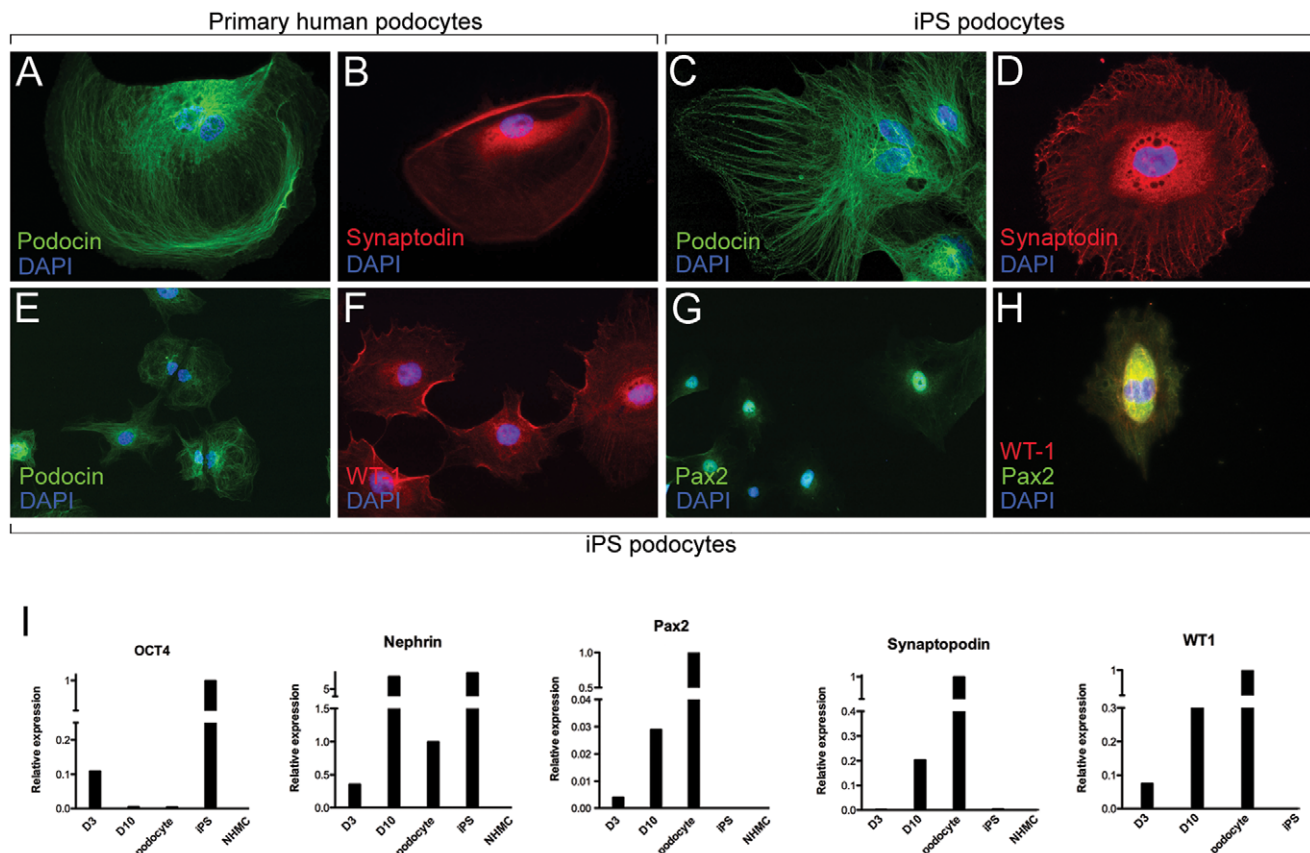 Primary human podocytes
iPS podocytes
A
Podocin
DAPI
B
Synaptodin
DAPI
C
Podocin
DAPI
D
Synaptodin
DAPI
E
Podocin
DAPI
F
WT-1
DAPI
G
Pax2
DAPI
H
WT-1
Pax2
DAPI
iPS podocytes
I
OCT4
Relative expression
1
0.2
0.1
0.0
D3
D10
podocyte
iPS
NHMC
Nephrin
Relative expression
5
1.5
1.0
0.5
0.0
D3
D10
podocyte
iPS
NHMC
Pax2
Relative expression
1.0
0.5
0.04
0.03
0.02
0.01
0.00
D3
D10
podocyte
iPS
NHMC
Synaptopodin
Relative expression
1
0.4
0.3
0.2
0.1
0.0
D3
D10
podocyte
iPS
NHMC
WT1
Relative expression
1
0.3
0.2
0.1
0.0
D3
D10
podocyte
iPS